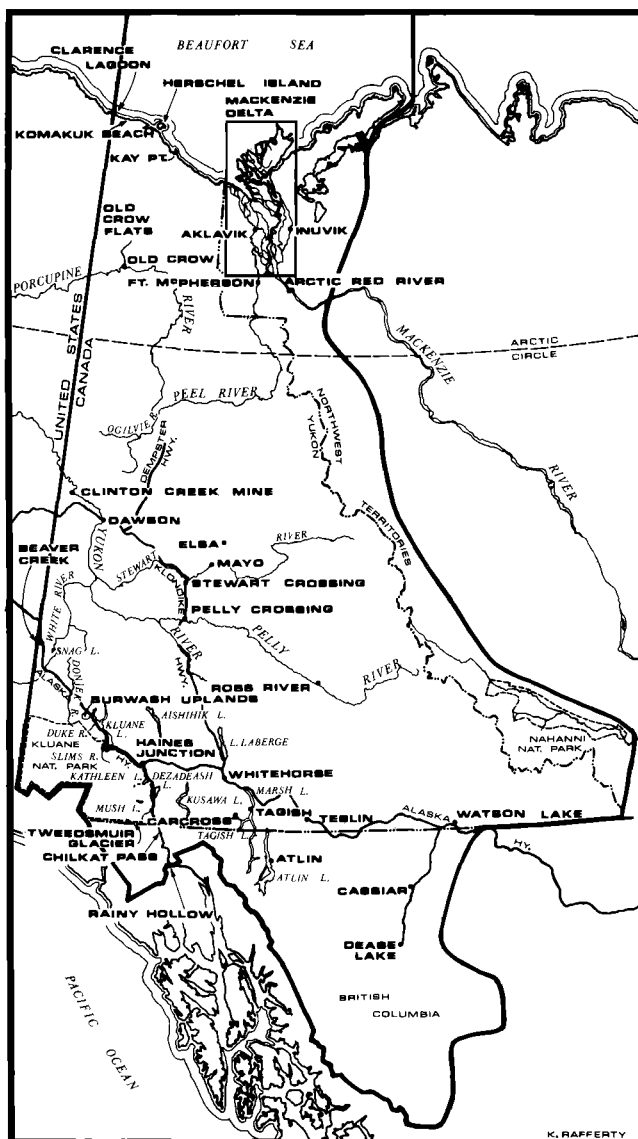 BEAUFORT SEA
CLARENCE
LAGOON
HERSCHEL ISLAND
MACKENZIE
DELTA
KOMAKUK BEACH
KAY PT.
OLD
CROW
FLATS
AKLAVIK
INUVIK
OLD CROW
PORCUPINE
FT. McPHERSON
ARCTIC RED RIVER
RIVER
MACKENZIE
ARCTIC
CIRCLE
UNITED STATES
CANADA
PEEL RIVER
NORTHWEST
YUKON
OGILVIE R.
DEMPSTER
HWY.
RIVER
CLINTON CREEK MINE
TERRITORIES
DAWSON
BEAVER
CREEK
YUKON
ELSA
RIVER
MAYO
STEWART
KLONDIKE
STEWART CROSSING
WHITE RIVER
PELLY CROSSING
RIVER
PELLY
SNAG L.
DONJEK R.
HWY.
RIVER
ALASKA
ROSS RIVER
BURWASH UPLANDS
AISHIHIK L.
KLUANE
L.
DUKE R.
L. LABERGE
KLUANE
HAINES
JUNCTION
NAHANNI
NAT. PARK
SLIMS R.
NAT. PARK
HY.
WHITEHORSE
KATHLEEN L.
DEZADEASH
L.
MARSH L.
MUSH L.
KUSAWA L.
TAGISH
TESLIN
ALASKA
WATSON LAKE
CARCROSS
TWEEDSMUIR
GLACIER
TAGISH L.
HY.
CHILKAT PASS
ATLIN
ATLIN L.
CASSIAR
RAINY HOLLOW
DEASE
LAKE
PACIFIC OCEAN
BRITISH
COLUMBIA
K. RAFFERTY